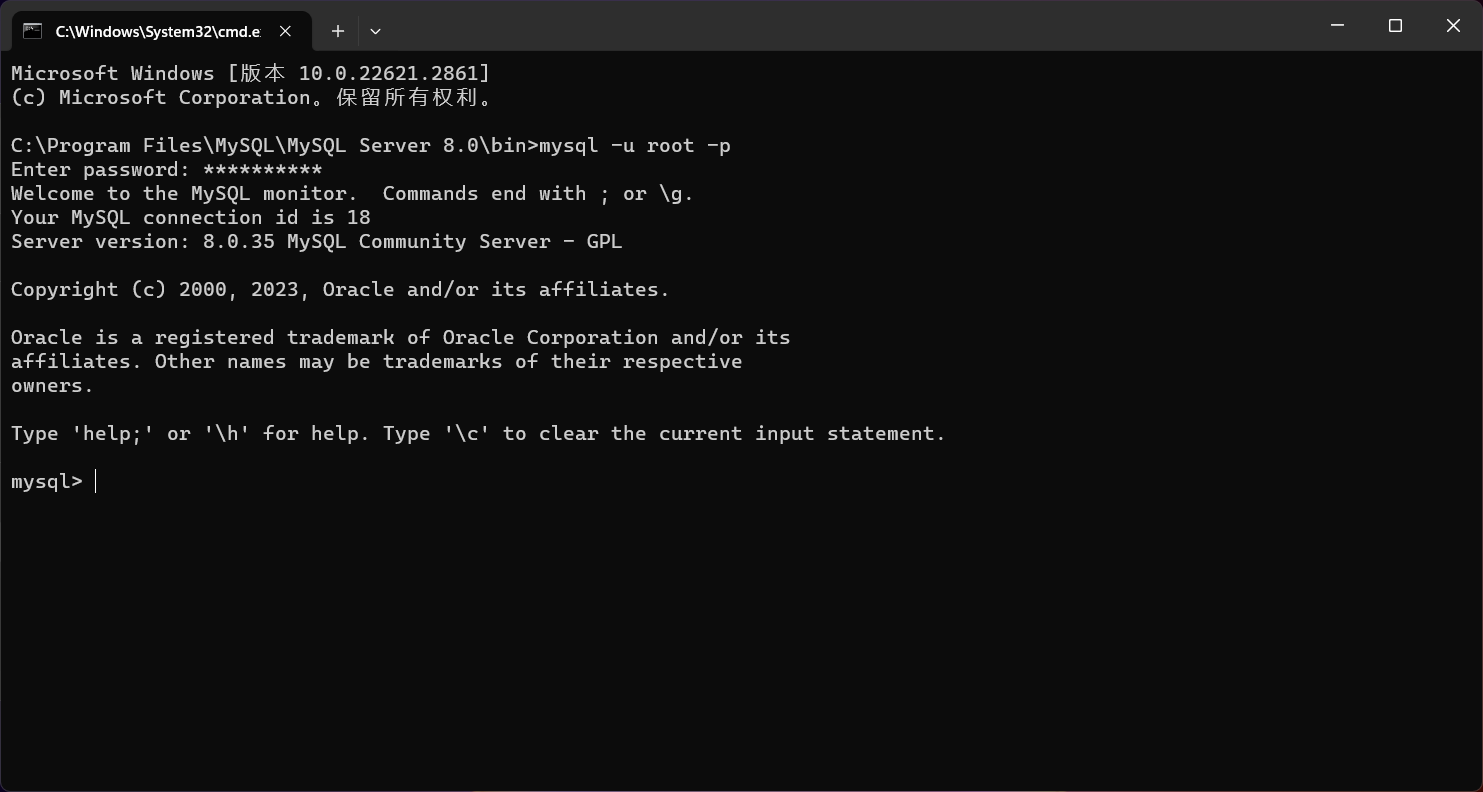 C:\Windows\System32\cmd.e
Microsoft Windows [版本 10.0.22621.2861]
(c) Microsoft Corporation。保留所有权利。
C:\Program Files\MySQL\MySQL Server 8.0\bin>mysql -u root -p
Enter password: **********
Welcome to the MySQL monitor.  Commands end with ; or \g.
Your MySQL connection id is 18
Server version: 8.0.35 MySQL Community Server - GPL
Copyright (c) 2000, 2023, Oracle and/or its affiliates.
Oracle is a registered trademark of Oracle Corporation and/or its
affiliates. Other names may be trademarks of their respective
owners.
Type 'help;' or '\h' for help. Type '\c' to clear the current input statement.
mysql>